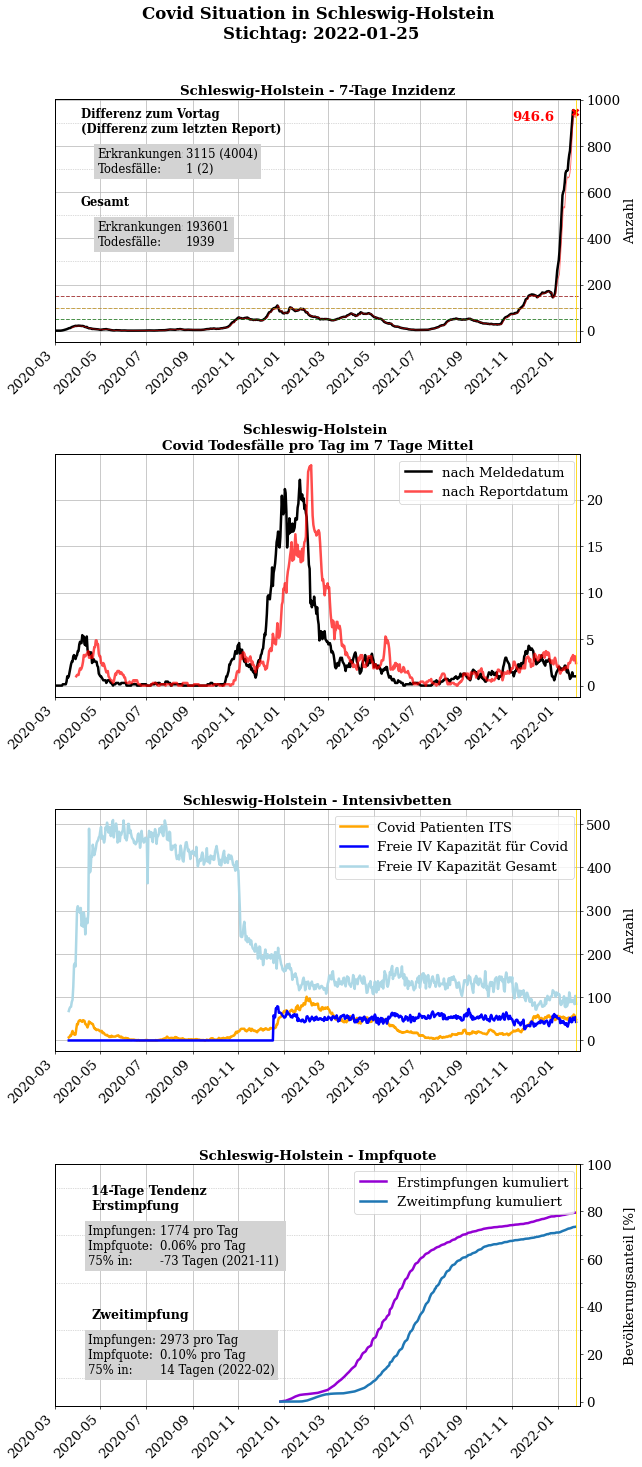 Covid Situation in Schleswig-Holstein
Stichtag: 2022-01-25
Schleswig-Holstein - 7-Tage Inzidenz
Differenz zum Vortag
(Differenz zum letzten Report)
Erkrankungen 3115 (4004)
Todesfälle: 1 (2)
Gesamt
Erkrankungen 193601
Todesfälle: 1939
946.6
1000
800
600
400
200
0
Anzahl
2020-03
2020-05
2020-07
2020-09
2020-11
2021-01
2021-03
2021-05
2021-07
2021-09
2021-11
2022-01
Schleswig-Holstein
Covid Todesfälle pro Tag im 7 Tage Mittel
nach Meldedatum
nach Reportdatum
20
15
10
5
0
2020-03
2020-05
2020-07
2020-09
2020-11
2021-01
2021-03
2021-05
2021-07
2021-09
2021-11
2022-01
Schleswig-Holstein - Intensivbetten
Covid Patienten ITS
Freie IV Kapazität für Covid
Freie IV Kapazität Gesamt
500
400
300
200
100
0
Anzahl
2020-03
2020-05
2020-07
2020-09
2020-11
2021-01
2021-03
2021-05
2021-07
2021-09
2021-11
2022-01
Schleswig-Holstein - Impfquote
14-Tage Tendenz
Erstimpfung
Impfungen: 1774 pro Tag
Impfquote: 0.06% pro Tag
75% in: -73 Tagen (2021-11)
Zweitimpfung
Impfungen: 2973 pro Tag
Impfquote: 0.10% pro Tag
75% in: 14 Tagen (2022-02)
Erstimpfungen kumuliert
Zweitimpfung kumuliert
100
80
60
40
20
0
Bevölkerungsanteil [%]
2020-03
2020-05
2020-07
2020-09
2020-11
2021-01
2021-03
2021-05
2021-07
2021-09
2021-11
2022-01